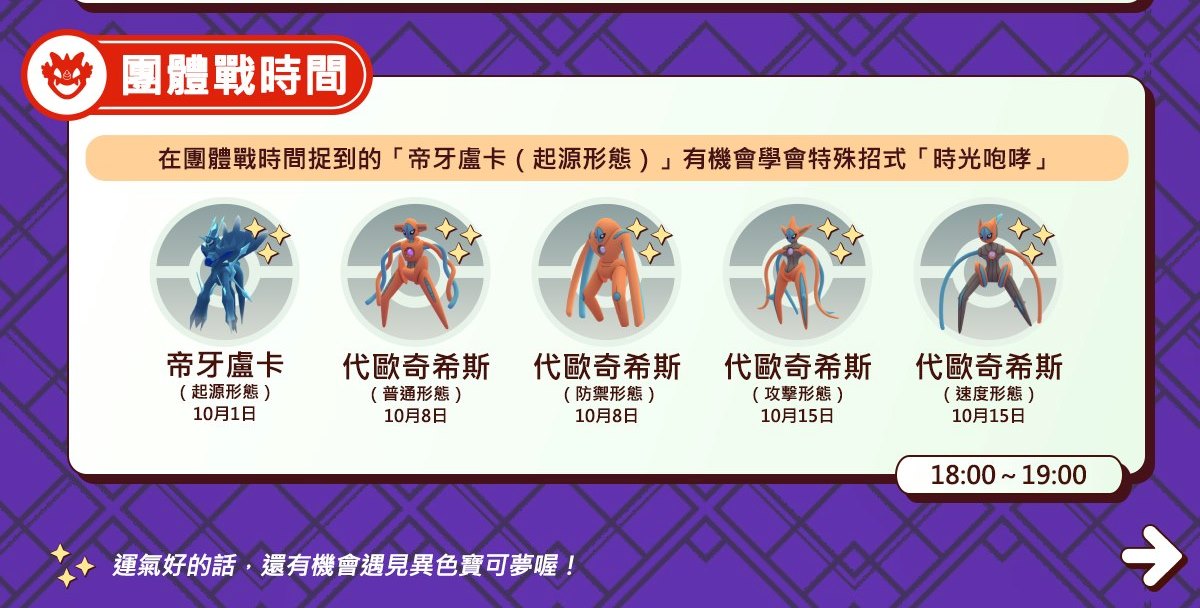 團體戰時間
在團體戰時間捉到的「帝牙盧卡（起源形態）」有機會學會特殊招式「時光咆哮」
帝牙盧卡
（起源形態）
10月1日
代歐奇希斯
（普通形態）
10月8日
代歐奇希斯
（防禦形態）
10月8日
代歐奇希斯
（攻擊形態）
10月15日
代歐奇希斯
（速度形態）
10月15日
18:00～19:00
運氣好的話，還有機會遇見異色寶可夢喔！